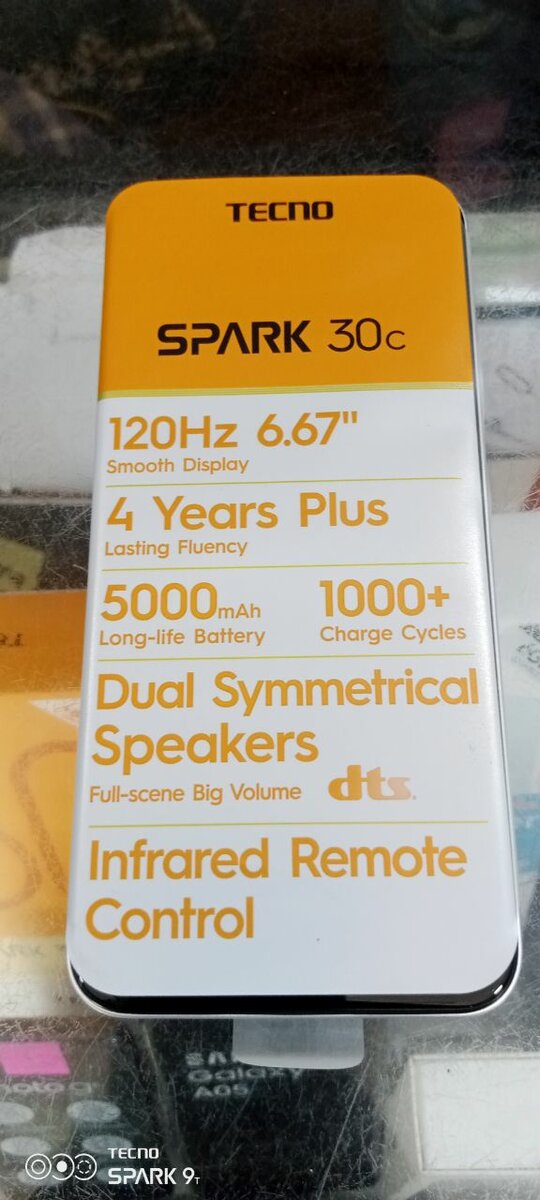 TECNO
SPARK 30C
120Hz 6.67"
Smooth Display
4 Years Plus
Lasting Fluency
5000mAh 1000+
Long-life Battery Charge Cycles
Dual Symmetrical
Speakers
Full-scene Big Volume dts.
Infrared Remote
Control
Galaxy
A05
TECNO
SPARK 9T